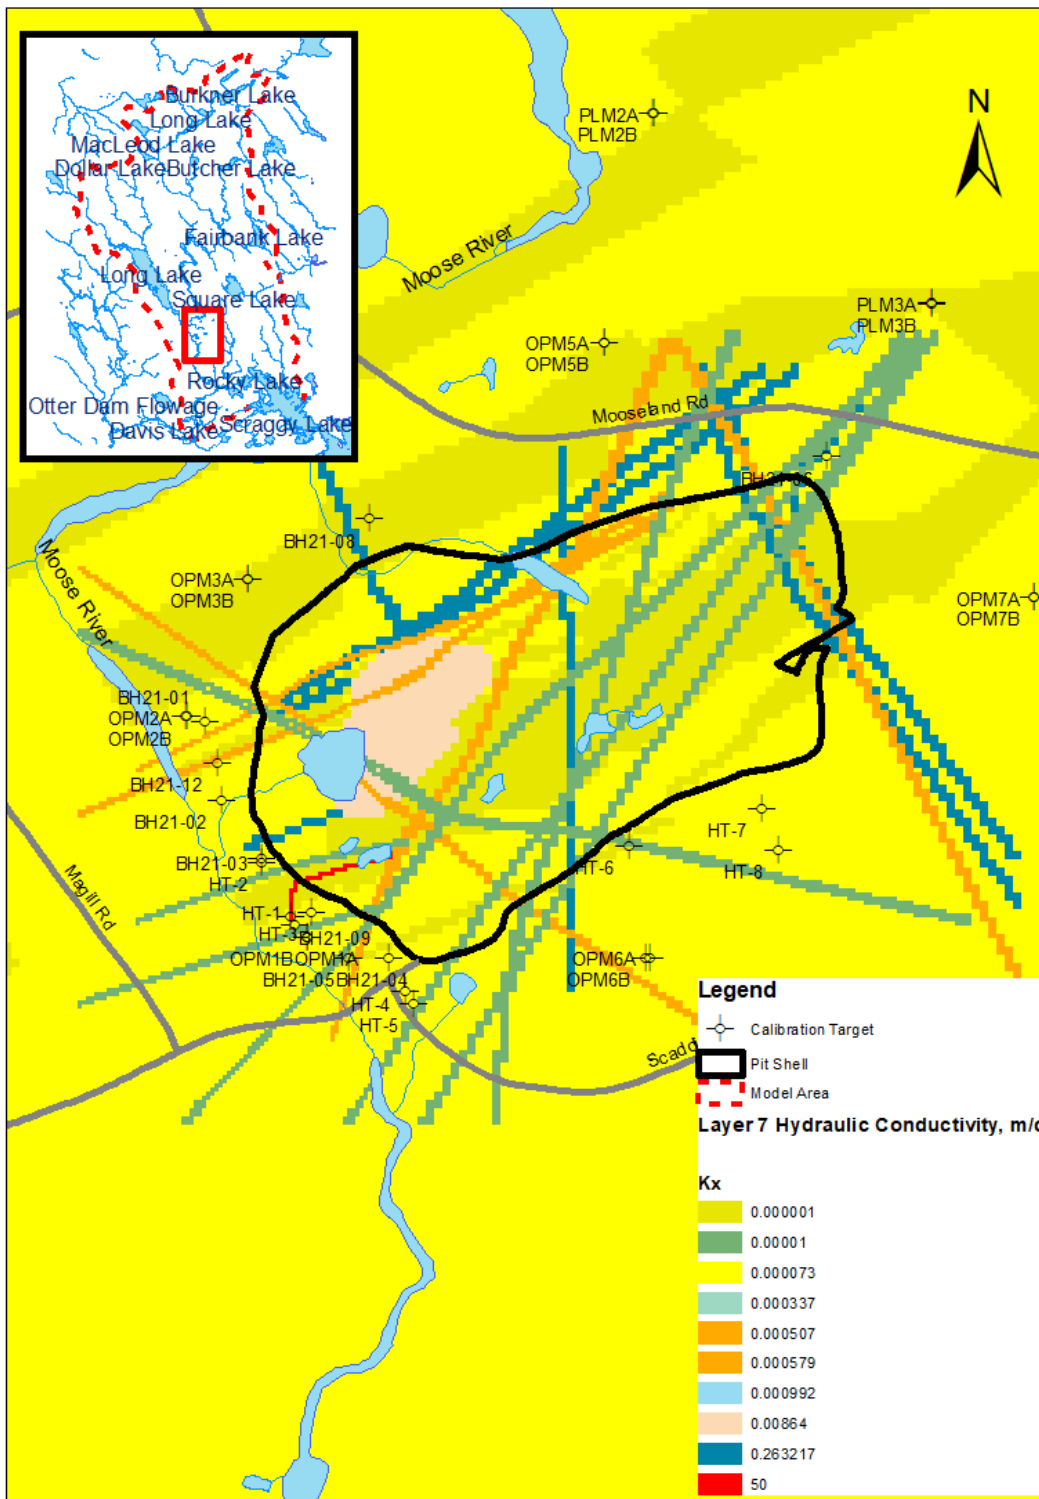 Burkner Lake
Long Lake
MacLeod Lake
Dollar Lake
Butcher Lake
Fairbank Lake
Long Lake
Square Lake
Rocky Lake
Otter Dam Flowage
Davis Lake
Scraggy Lake
N
PLM2A
PLM2B
Moose River
PLM3A
PLM3B
OPM5A
OPM5B
Mooseland Rd
BH21-06
BH21-08
Moose River
OPM3A
OPM3B
OPM7A
OPM7B
BH21-01
OPM2A
OPM2B
BH21-12
BH21-02
HT-7
BH21-03
HT-2
HT-6
HT-8
Magill Rd
HT-1
HT-3
BH21-09
OPM1B
OPM1A
BH21-05
BH21-04
OPM6A
OPM6B
HT-4
HT-5
Scadd
Legend
Calibration Target
Pit Shell
Model Area
Layer 7 Hydraulic Conductivity, m/d
Kx
0.000001
0.00001
0.000073
0.000337
0.000507
0.000579
0.000992
0.00864
0.263217
50